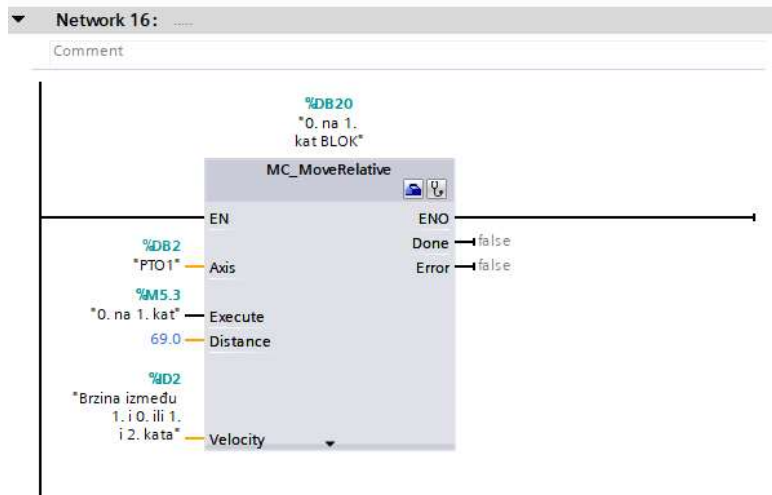 Network 16: .....
Comment
%DB20
"0. na 1.
kat BLOK"
MC_MoveRelative
EN
ENO
Done
false
%DB2
"PTO1"
Axis
Error
false
%M5.3
"0. na 1. kat"
Execute
69.0
Distance
%ID2
"Brzina između
1. i 0. ili 1.
i 2. kata"
Velocity